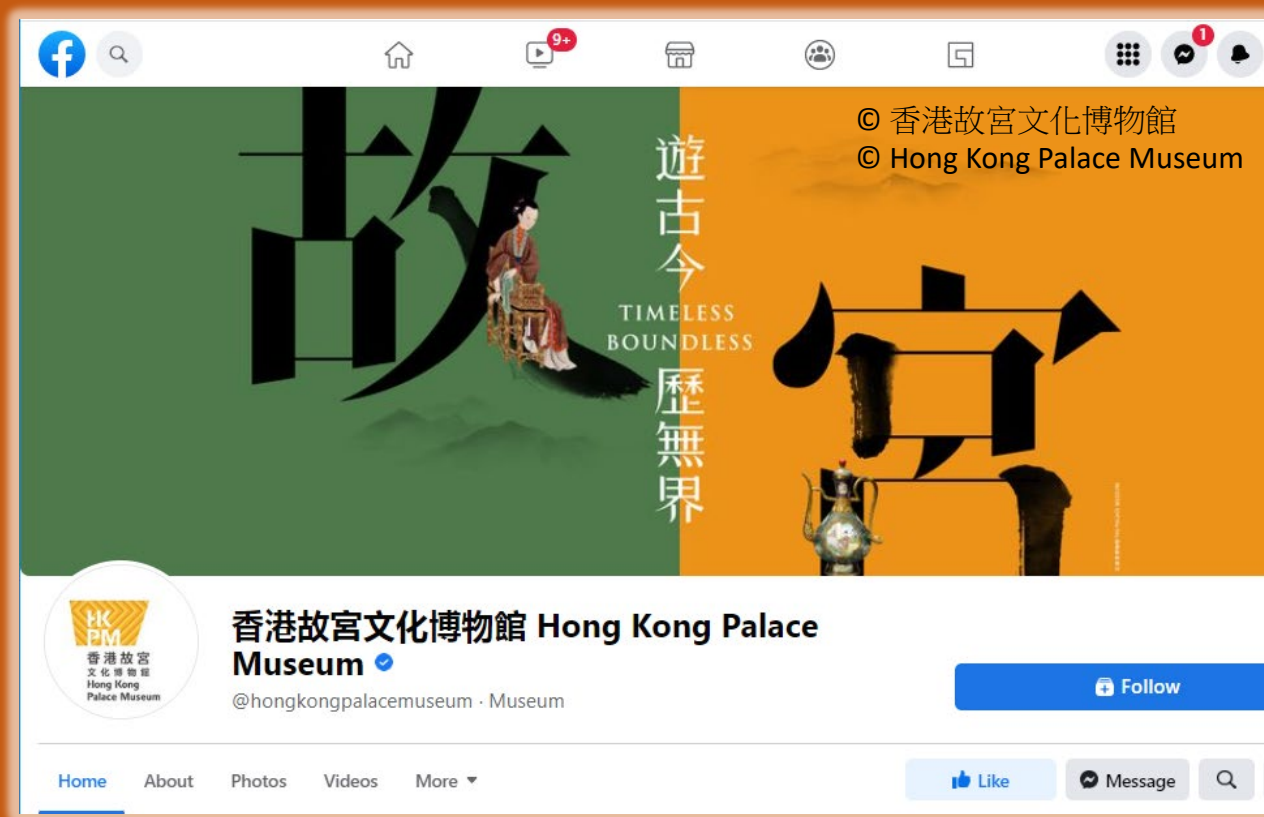 9+
1
© 香港故宮文化博物館
© Hong Kong Palace Museum
故
宮
遊古今
TIMELESS
BOUNDLESS
歷無界
HK
PM
香港故宮
文化博物館
Hong Kong
Palace Museum
香港故宮文化博物館 Hong Kong Palace
Museum
@hongkongpalacemuseum · Museum
Follow
Home About Photos Videos More
Like Message